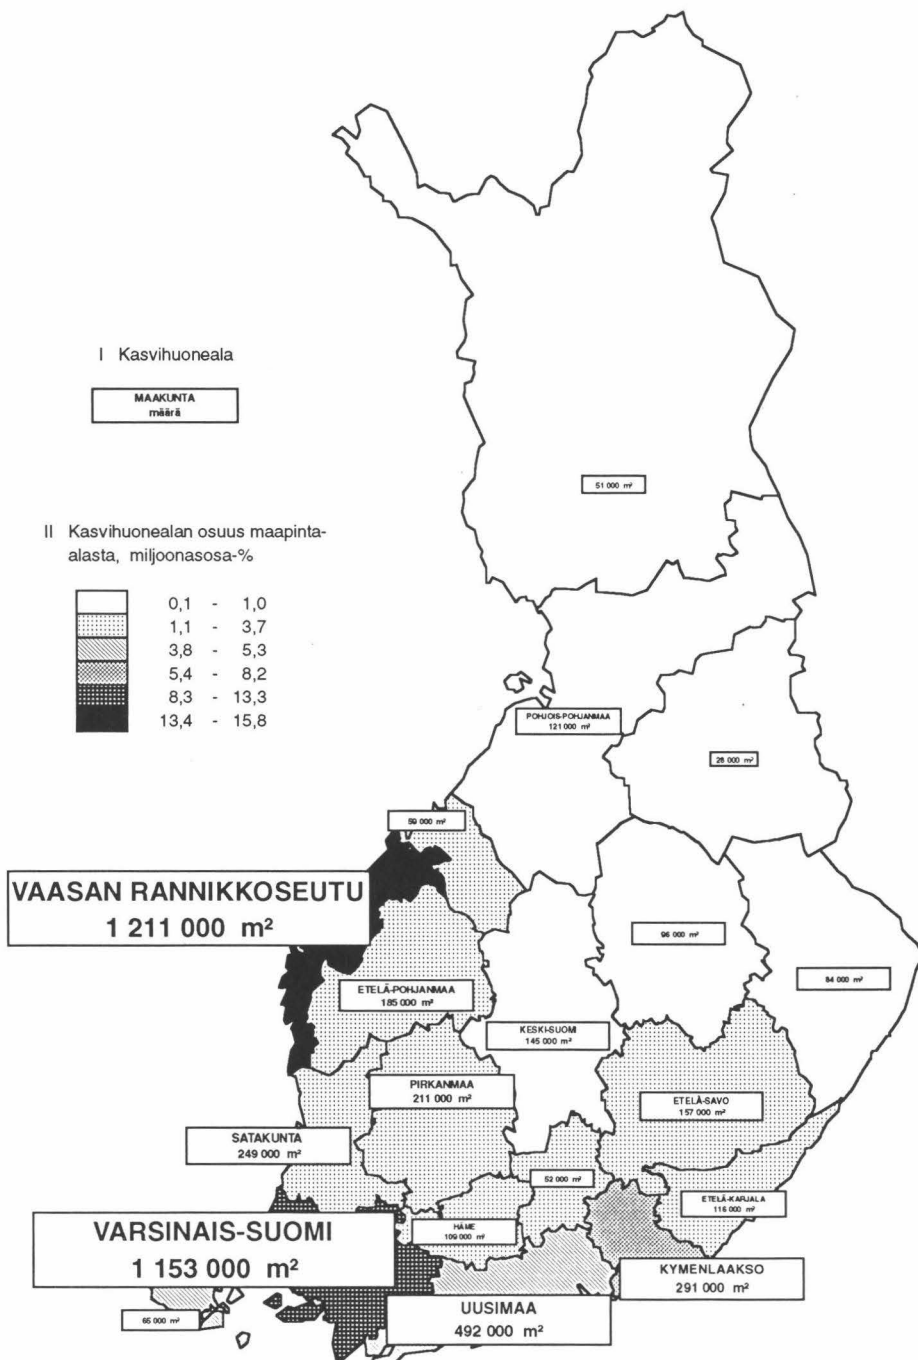 I Kasvihuoneala
MAAKUNTA
määrä
51 000 m²
II Kasvihuonealan osuus maapinta-
alasta, miljoonasosa-%
0,1 - 1,0
1,1 - 3,7
3,8 - 5,3
5,4 - 8,2
8,3 - 13,3
13,4 - 15,8
POHJOIS-POHJANMAA
121 000 m²
28 000 m²
59 000 m²
VAASAN RANNIKKOSEUTU
1 211 000 m²
96 000 m²
84 000 m²
ETELÄ-POHJANMAA
185 000 m²
KESKI-SUOMI
145 000 m²
PIRKANMAA
211 000 m²
ETELÄ-SAVO
157 000 m²
SATAKUNTA
249 000 m²
52 000 m²
ETELÄ-KARJALA
116 000 m²
HÄME
109 000 m²
VARSINAIS-SUOMI
1 153 000 m²
KYMENLAAKSO
291 000 m²
65 000 m²
UUSIMAA
492 000 m²